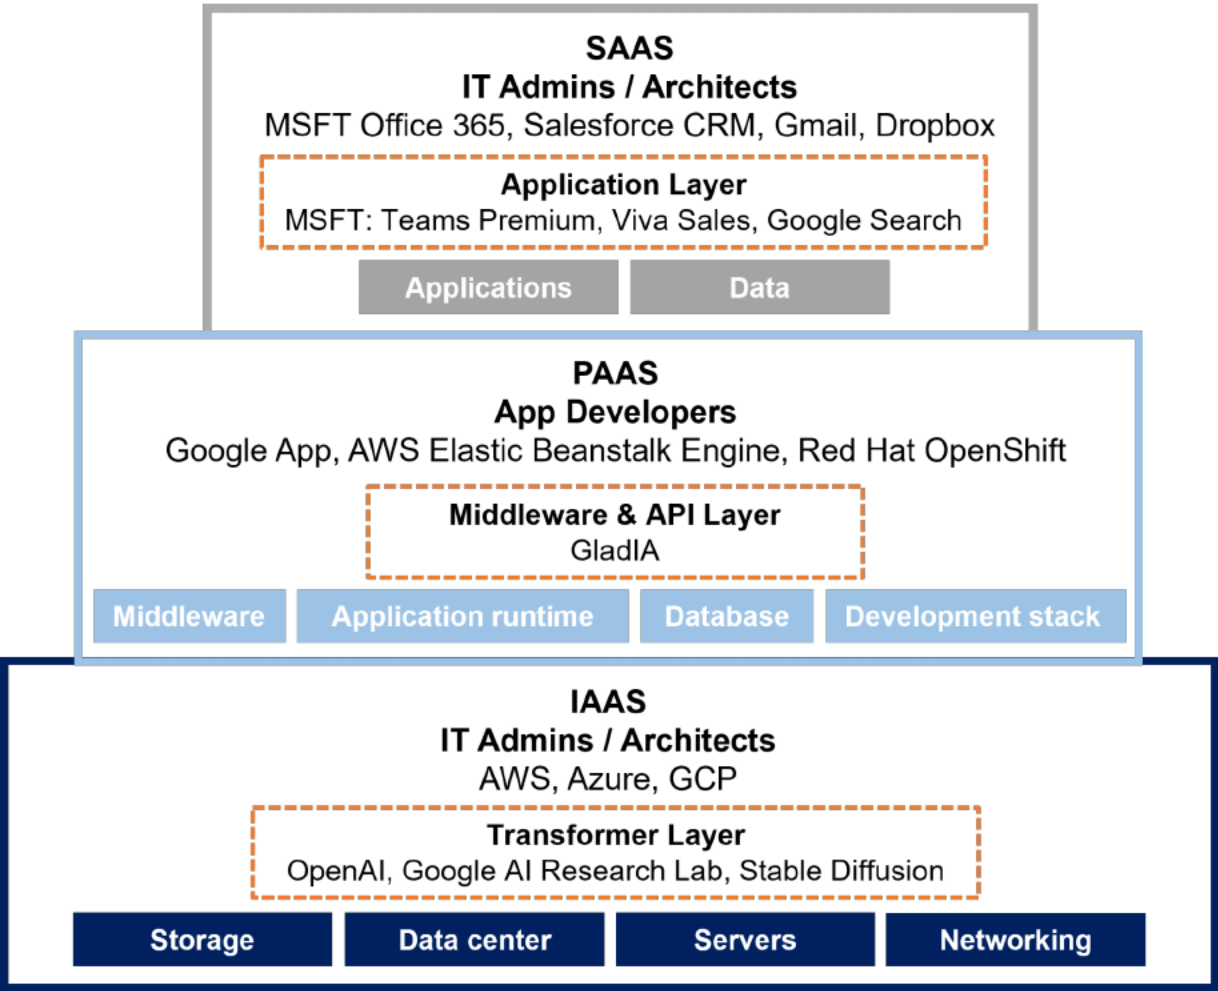 SAAS
IT Admins / Architects
MSFT Office 365, Salesforce CRM, Gmail, Dropbox
Application Layer
MSFT: Teams Premium, Viva Sales, Google Search
Applications
Data
PAAS
App Developers
Google App, AWS Elastic Beanstalk Engine, Red Hat OpenShift
Middleware & API Layer
GladIA
Middleware
Application runtime
Database
Development stack
IAAS
IT Admins / Architects
AWS, Azure, GCP
Transformer Layer
OpenAI, Google AI Research Lab, Stable Diffusion
Storage
Data center
Servers
Networking